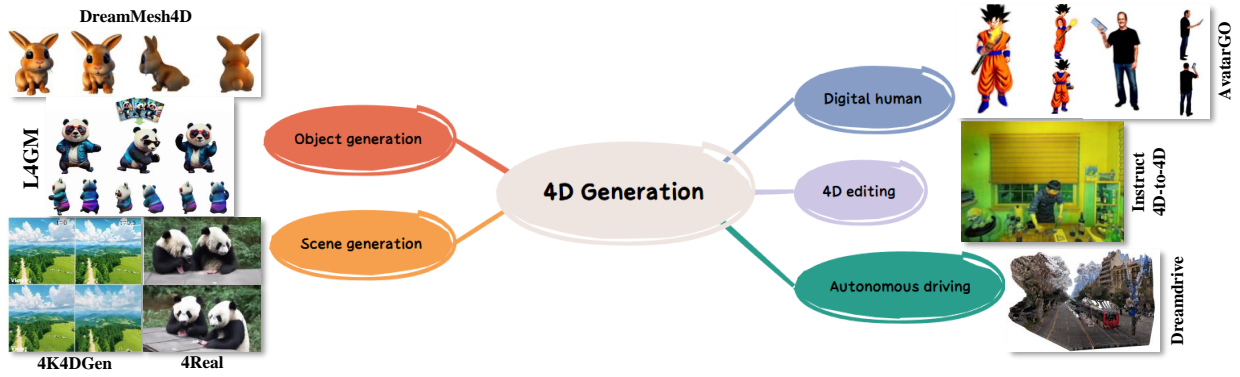 DreamMesh4D
L4GM
4K4DGen
4Real
Object generation
Scene generation
4D Generation
Digital human
4D editing
Autonomous driving
AvatarGO
Instruct
4D-to-4D
Dreamdrive